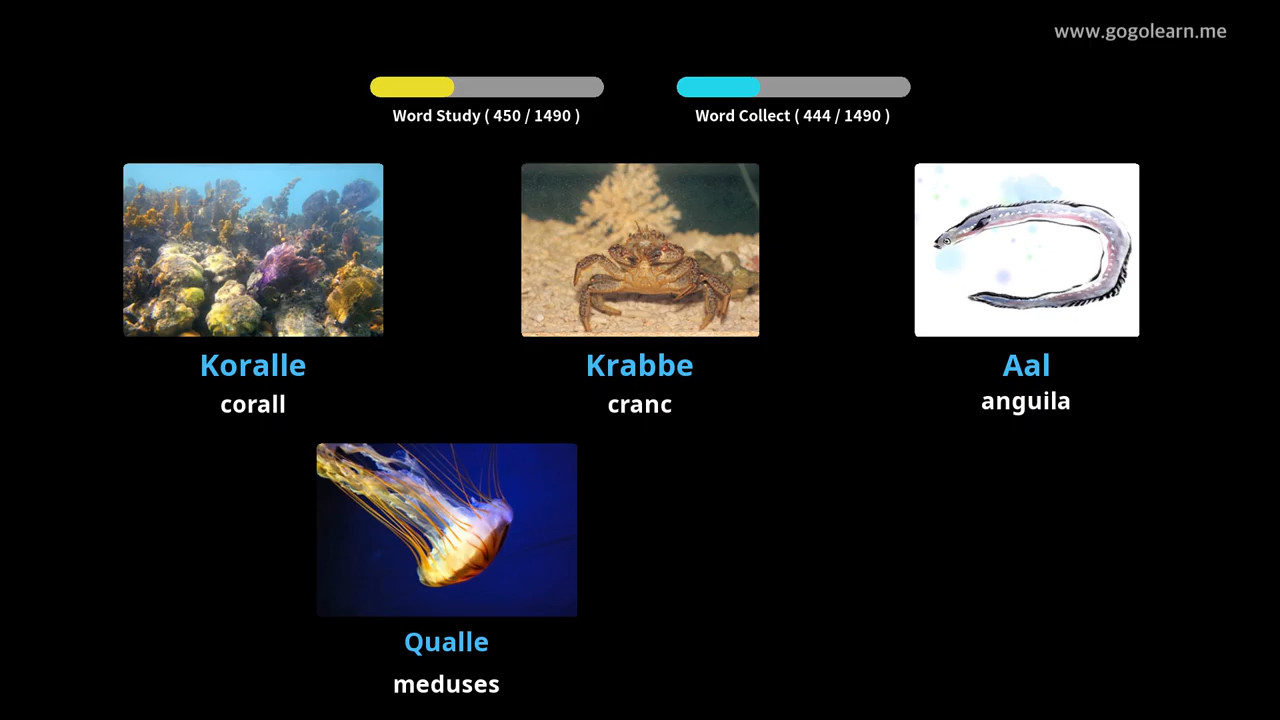 www.gogolearn.me
Word Study ( 450 / 1490 )
Word Collect ( 444 / 1490 )
Koralle
corall
Krabbe
cranc
Aal
anguila
Qualle
meduses